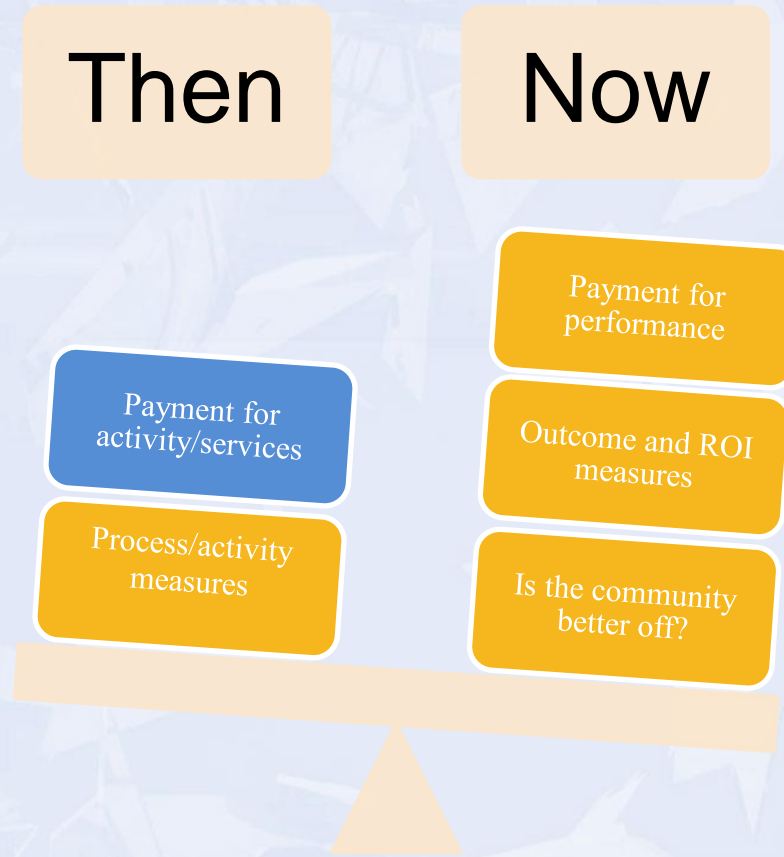 Then
Now
Payment for
activity/services
Process/activity
measures
Payment for
performance
Outcome and ROI
measures
Is the community
better off?